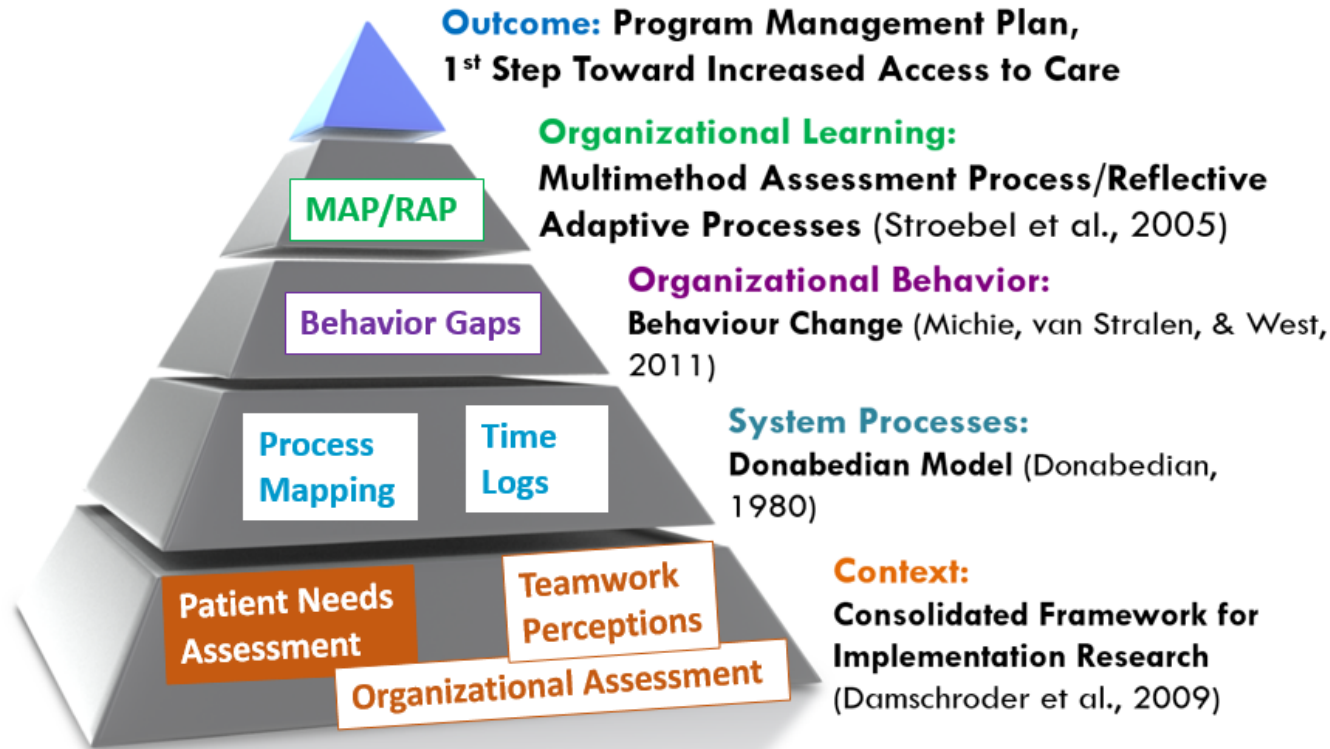 Outcome: Program Management Plan,
1st Step Toward Increased Access to Care
Organizational Learning:
MAP/RAP
Multimethod Assessment Process/Reflective
Adaptive Processes (Stroebel et al., 2005)
Organizational Behavior:
Behavior Gaps
Behaviour Change (Michie, van Stralen, & West,
2011)
System Processes:
Process
Mapping
Time
Logs
Donabedian Model (Donabedian,
1980)
Context:
Patient Needs
Assessment
Teamwork
Perceptions
Organizational Assessment
Consolidated Framework for
Implementation Research
(Damschroder et al., 2009)